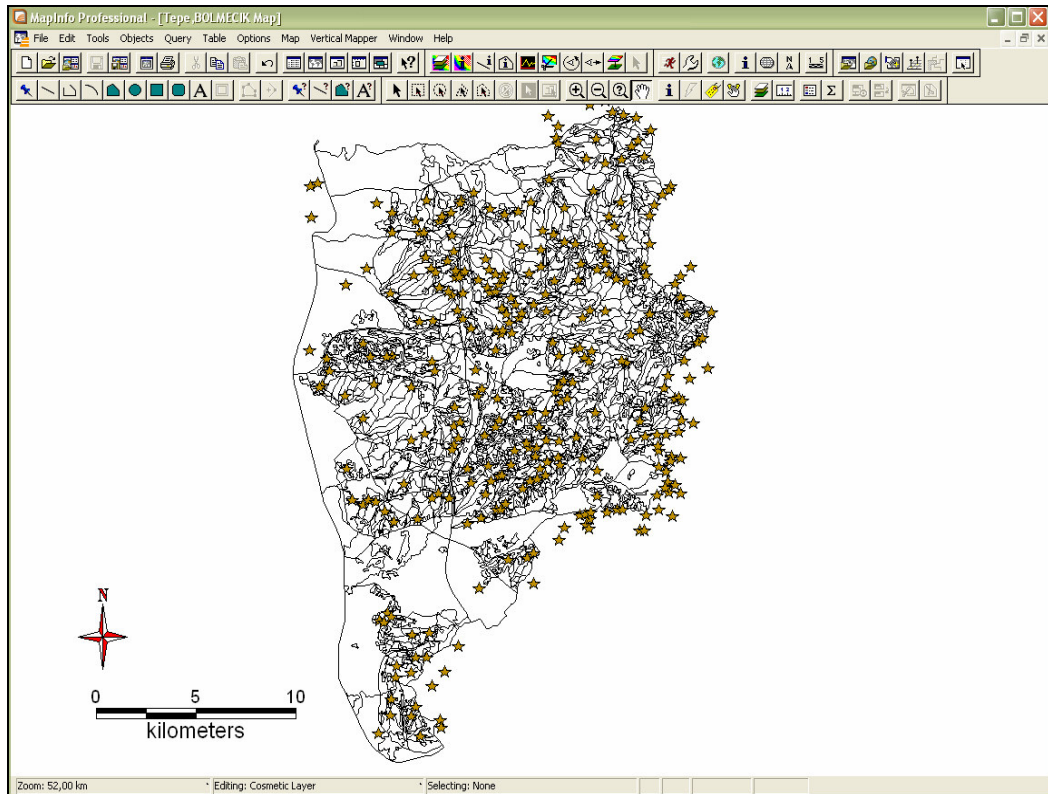 MapInfo Professional - [Tepe,BOLMECIK Map]
File Edit Tools Objects Query Table Options Map Vertical Mapper Window Help
N
0 5 10
kilometers
Zoom: 52,00 km Editing: Cosmetic Layer Selecting: None